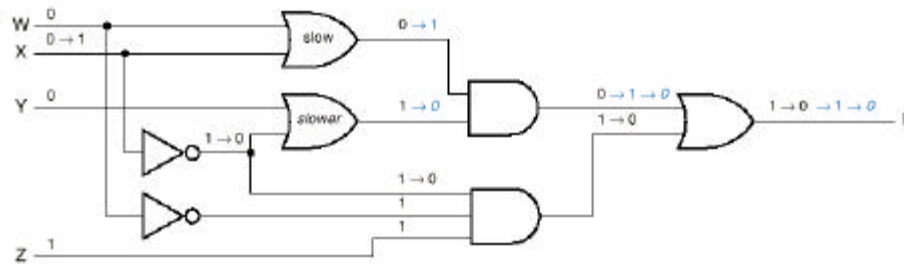 W 0
X 0 → 1
slow
0 → 1
Y 0
slower
1 → 0
0 → 1 → 0
1 → 0
1 → 0 → 1 → 0
1 → 0
1 → 0
1
1
Z 1